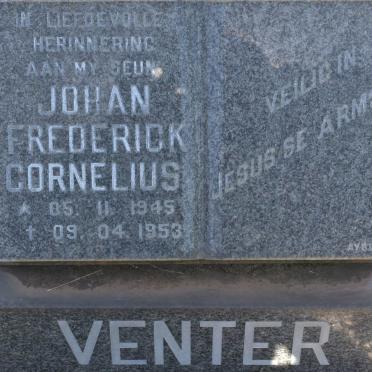 IN LIEFDEVOLLE
HERINNERING
AAN MY SEUN
JOHAN
FREDERICK
CORNELIUS
* 05. 11. 1945
† 09. 04. 1953
VEILIG IN
JESUS SE ARMS
VENTER